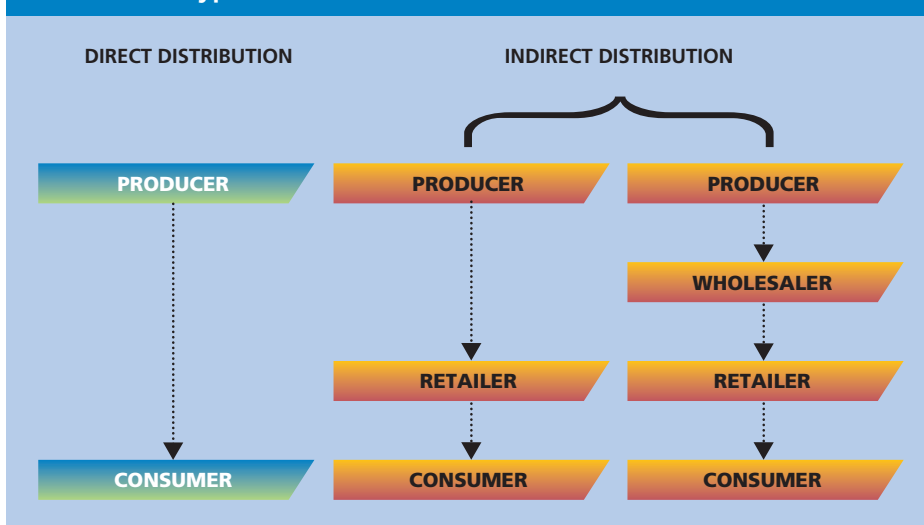 DIRECT DISTRIBUTION
INDIRECT DISTRIBUTION
PRODUCER
PRODUCER
PRODUCER
WHOLESALER
RETAILER
RETAILER
CONSUMER
CONSUMER
CONSUMER